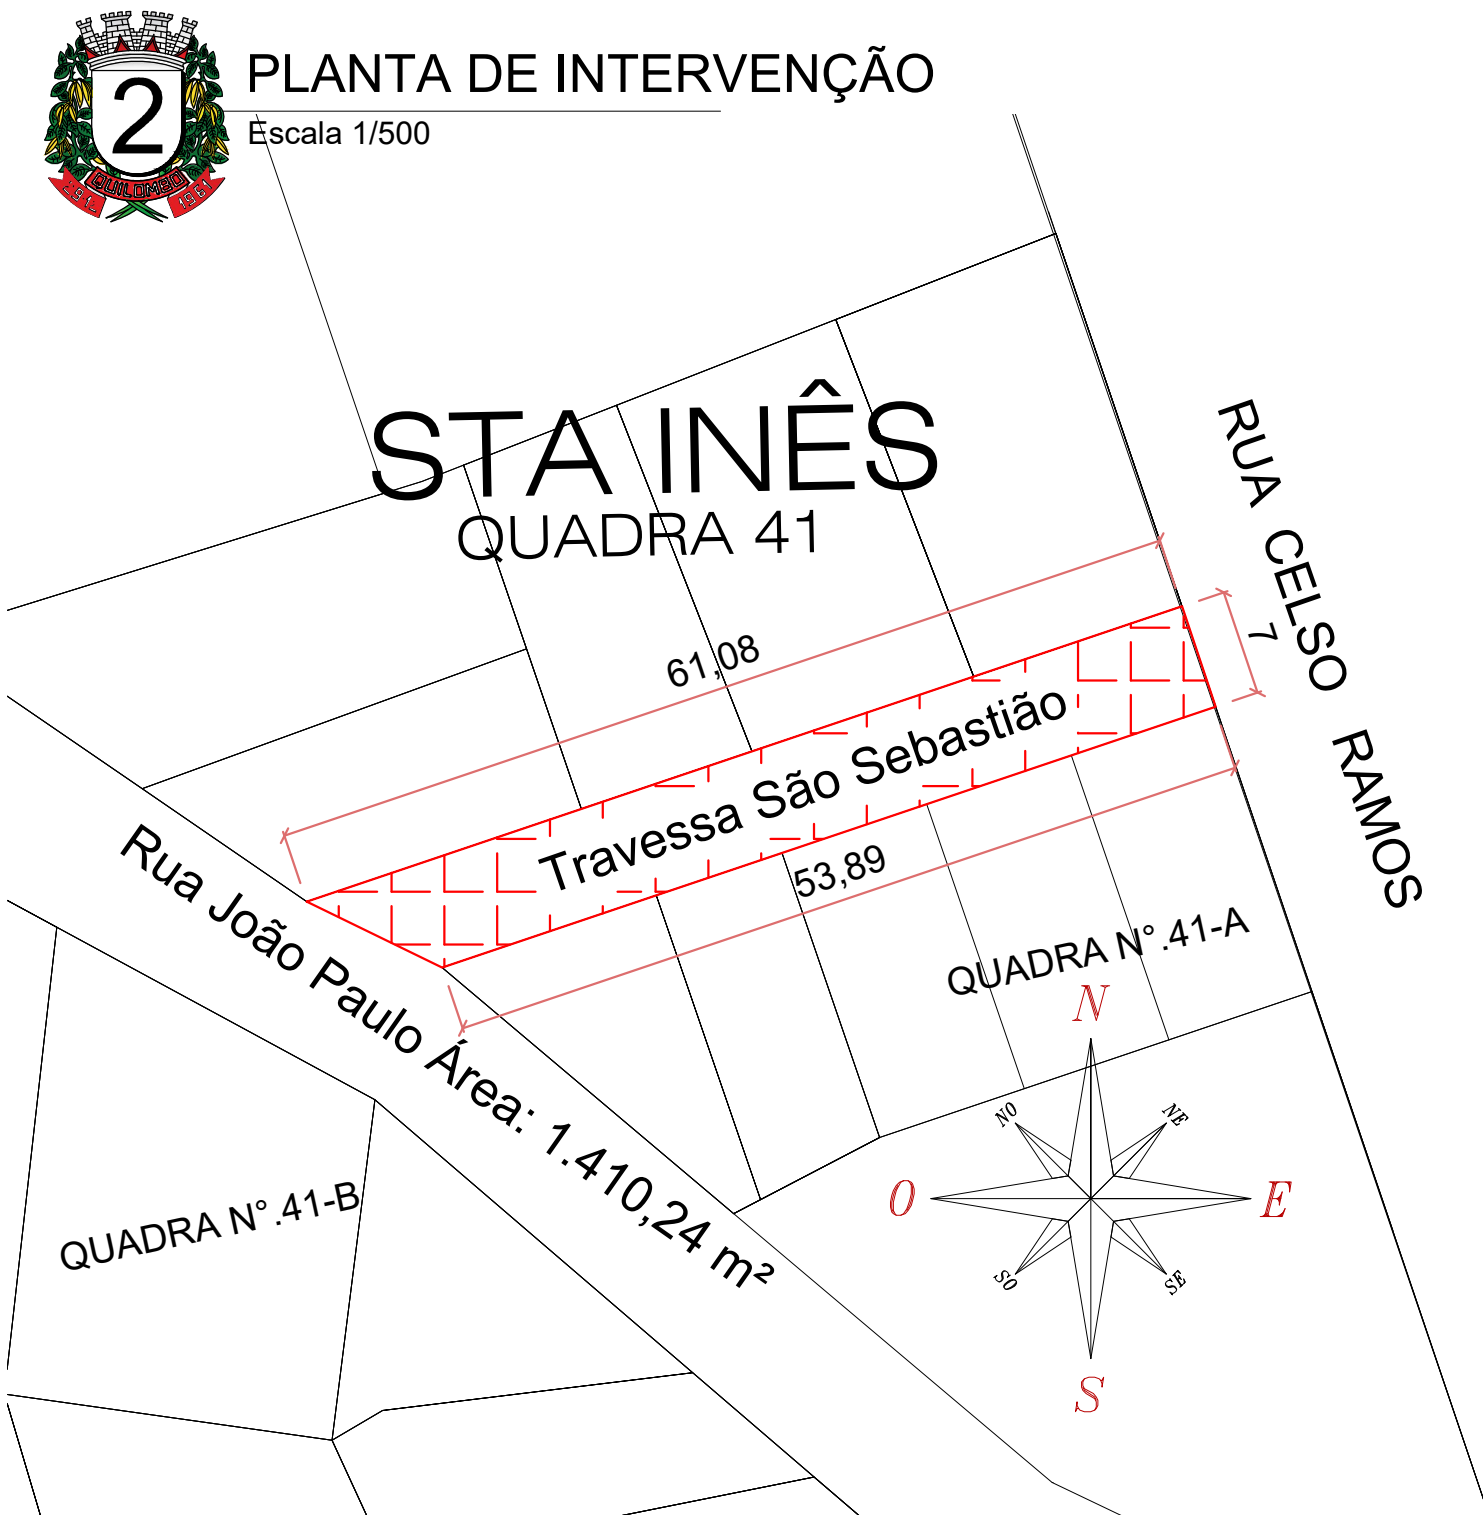 2
PLANTA DE INTERVENÇÃO
Escala 1/500
QUILOMBO
1961
STA INÊS
QUADRA 41
RUA CELSO RAMOS
61,08
7
Travessa São Sebastião
53,89
Rua João Paulo Área: 1.410,24 m²
QUADRA N°.41-A
N
NO
NE
O
E
SO
SE
S
QUADRA N°.41-B